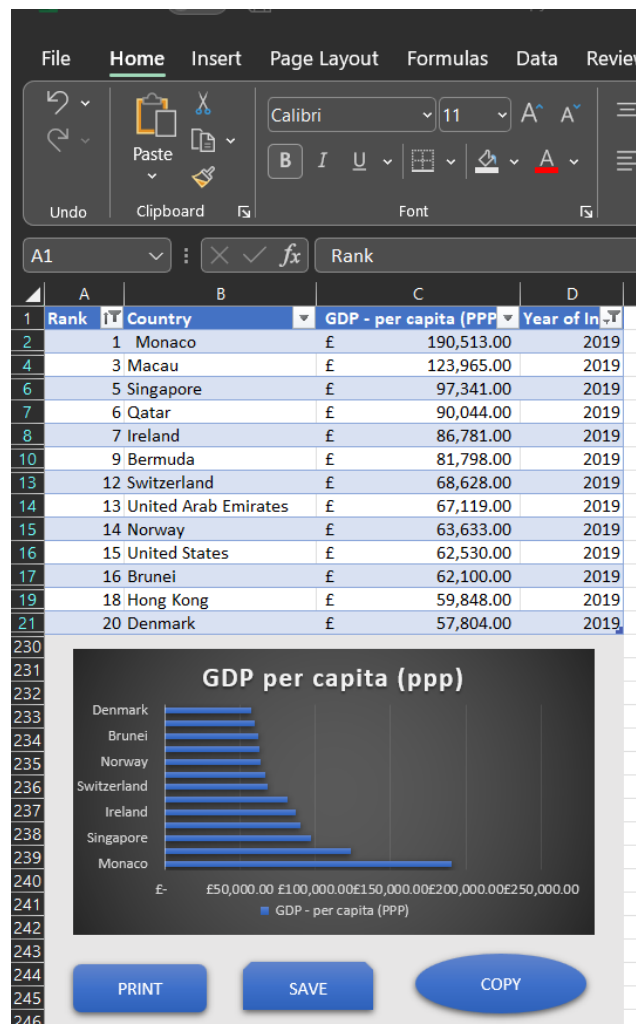 File Home Insert Page Layout Formulas Data Review
Calibri 11 A A
Paste
B I U A
Undo Clipboard Font
A1 fx Rank
A B C D
1 Rank Country GDP - per capita (PPP Year of In
2 1 Monaco £ 190,513.00 2019
4 3 Macau £ 123,965.00 2019
6 5 Singapore £ 97,341.00 2019
7 6 Qatar £ 90,044.00 2019
8 7 Ireland £ 86,781.00 2019
10 9 Bermuda £ 81,798.00 2019
13 12 Switzerland £ 68,628.00 2019
14 13 United Arab Emirates £ 67,119.00 2019
15 14 Norway £ 63,633.00 2019
16 15 United States £ 62,530.00 2019
17 16 Brunei £ 62,100.00 2019
19 18 Hong Kong £ 59,848.00 2019
21 20 Denmark £ 57,804.00 2019
230
231 GDP per capita (ppp)
232
233 Denmark
234 Brunei
235 Norway
236 Switzerland
237 Ireland
238 Singapore
239 Monaco
240 £- £50,000.00 £100,000.00 £150,000.00 £200,000.00 £250,000.00
241 GDP - per capita (PPP)
242
243
244 PRINT SAVE COPY
245
246